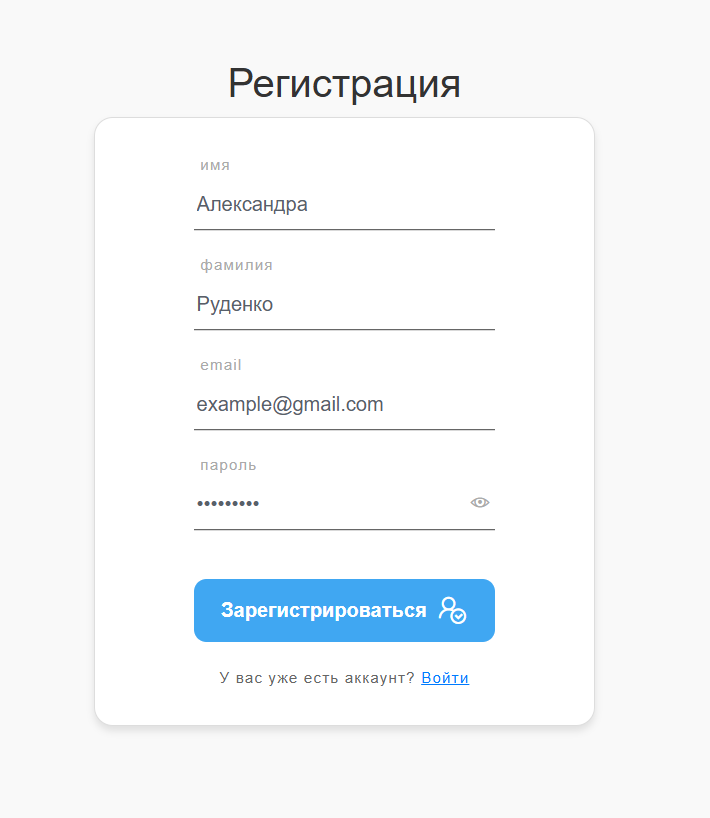 Регистрация
имя
Александра
фамилия
Руденко
email
example@gmail.com
пароль
•••••••••
Зарегистрироваться
У вас уже есть аккаунт? Войти